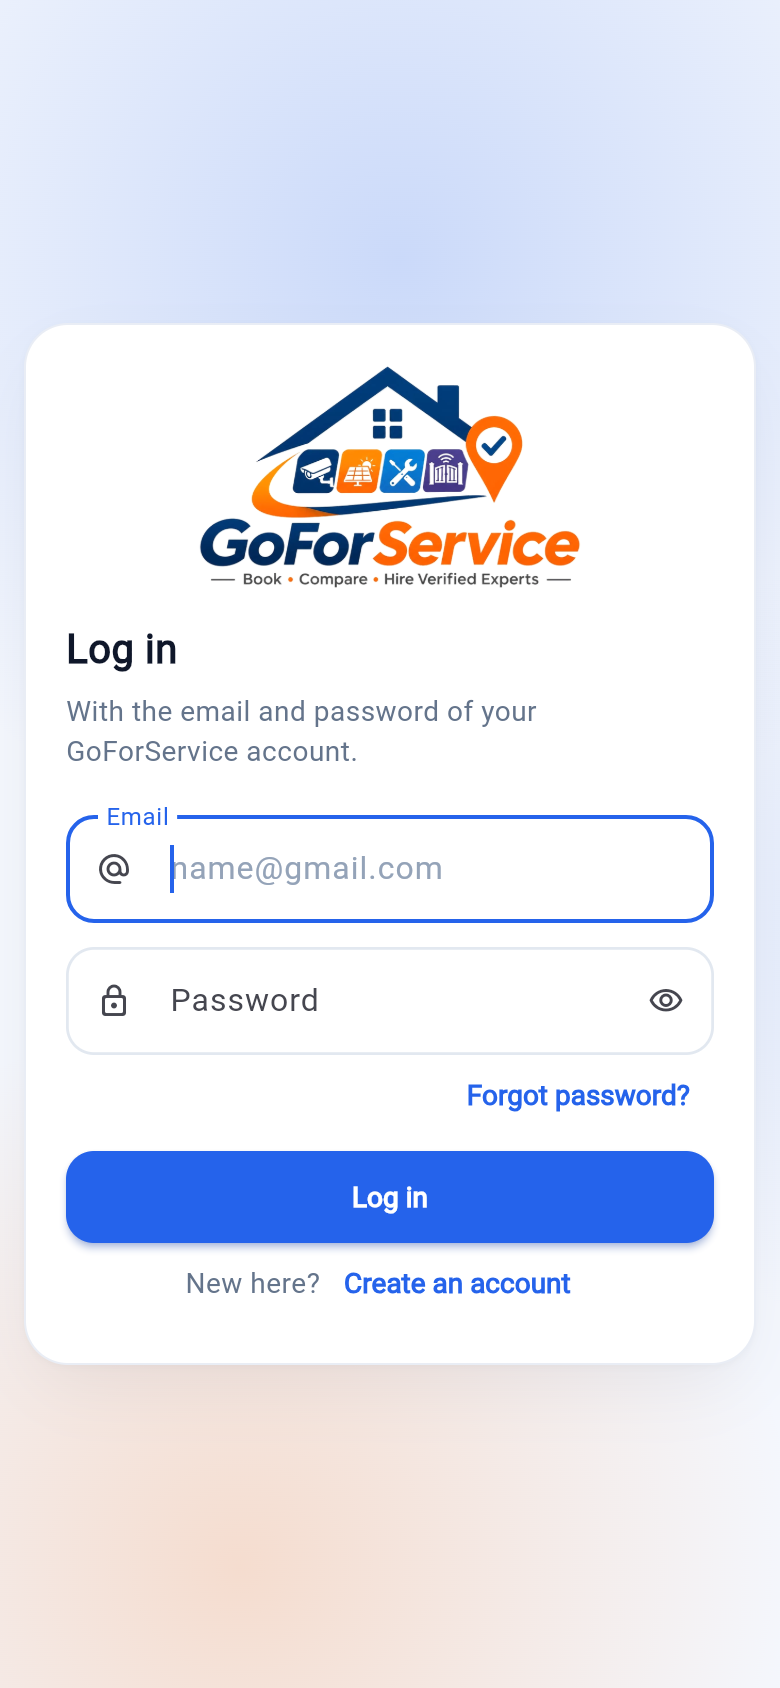 GoForService
Book • Compare • Hire Verified Experts
Log in
With the email and password of your
GoForService account.
Email
name@gmail.com
Password
Forgot password?
Log in
New here? Create an account